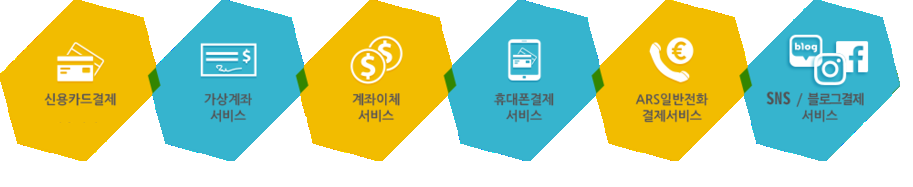 신용카드결제
가상계좌
서비스
계좌이체
서비스
휴대폰결제
서비스
ARS일반전화
결제서비스
blog
SNS / 블로그결제
서비스